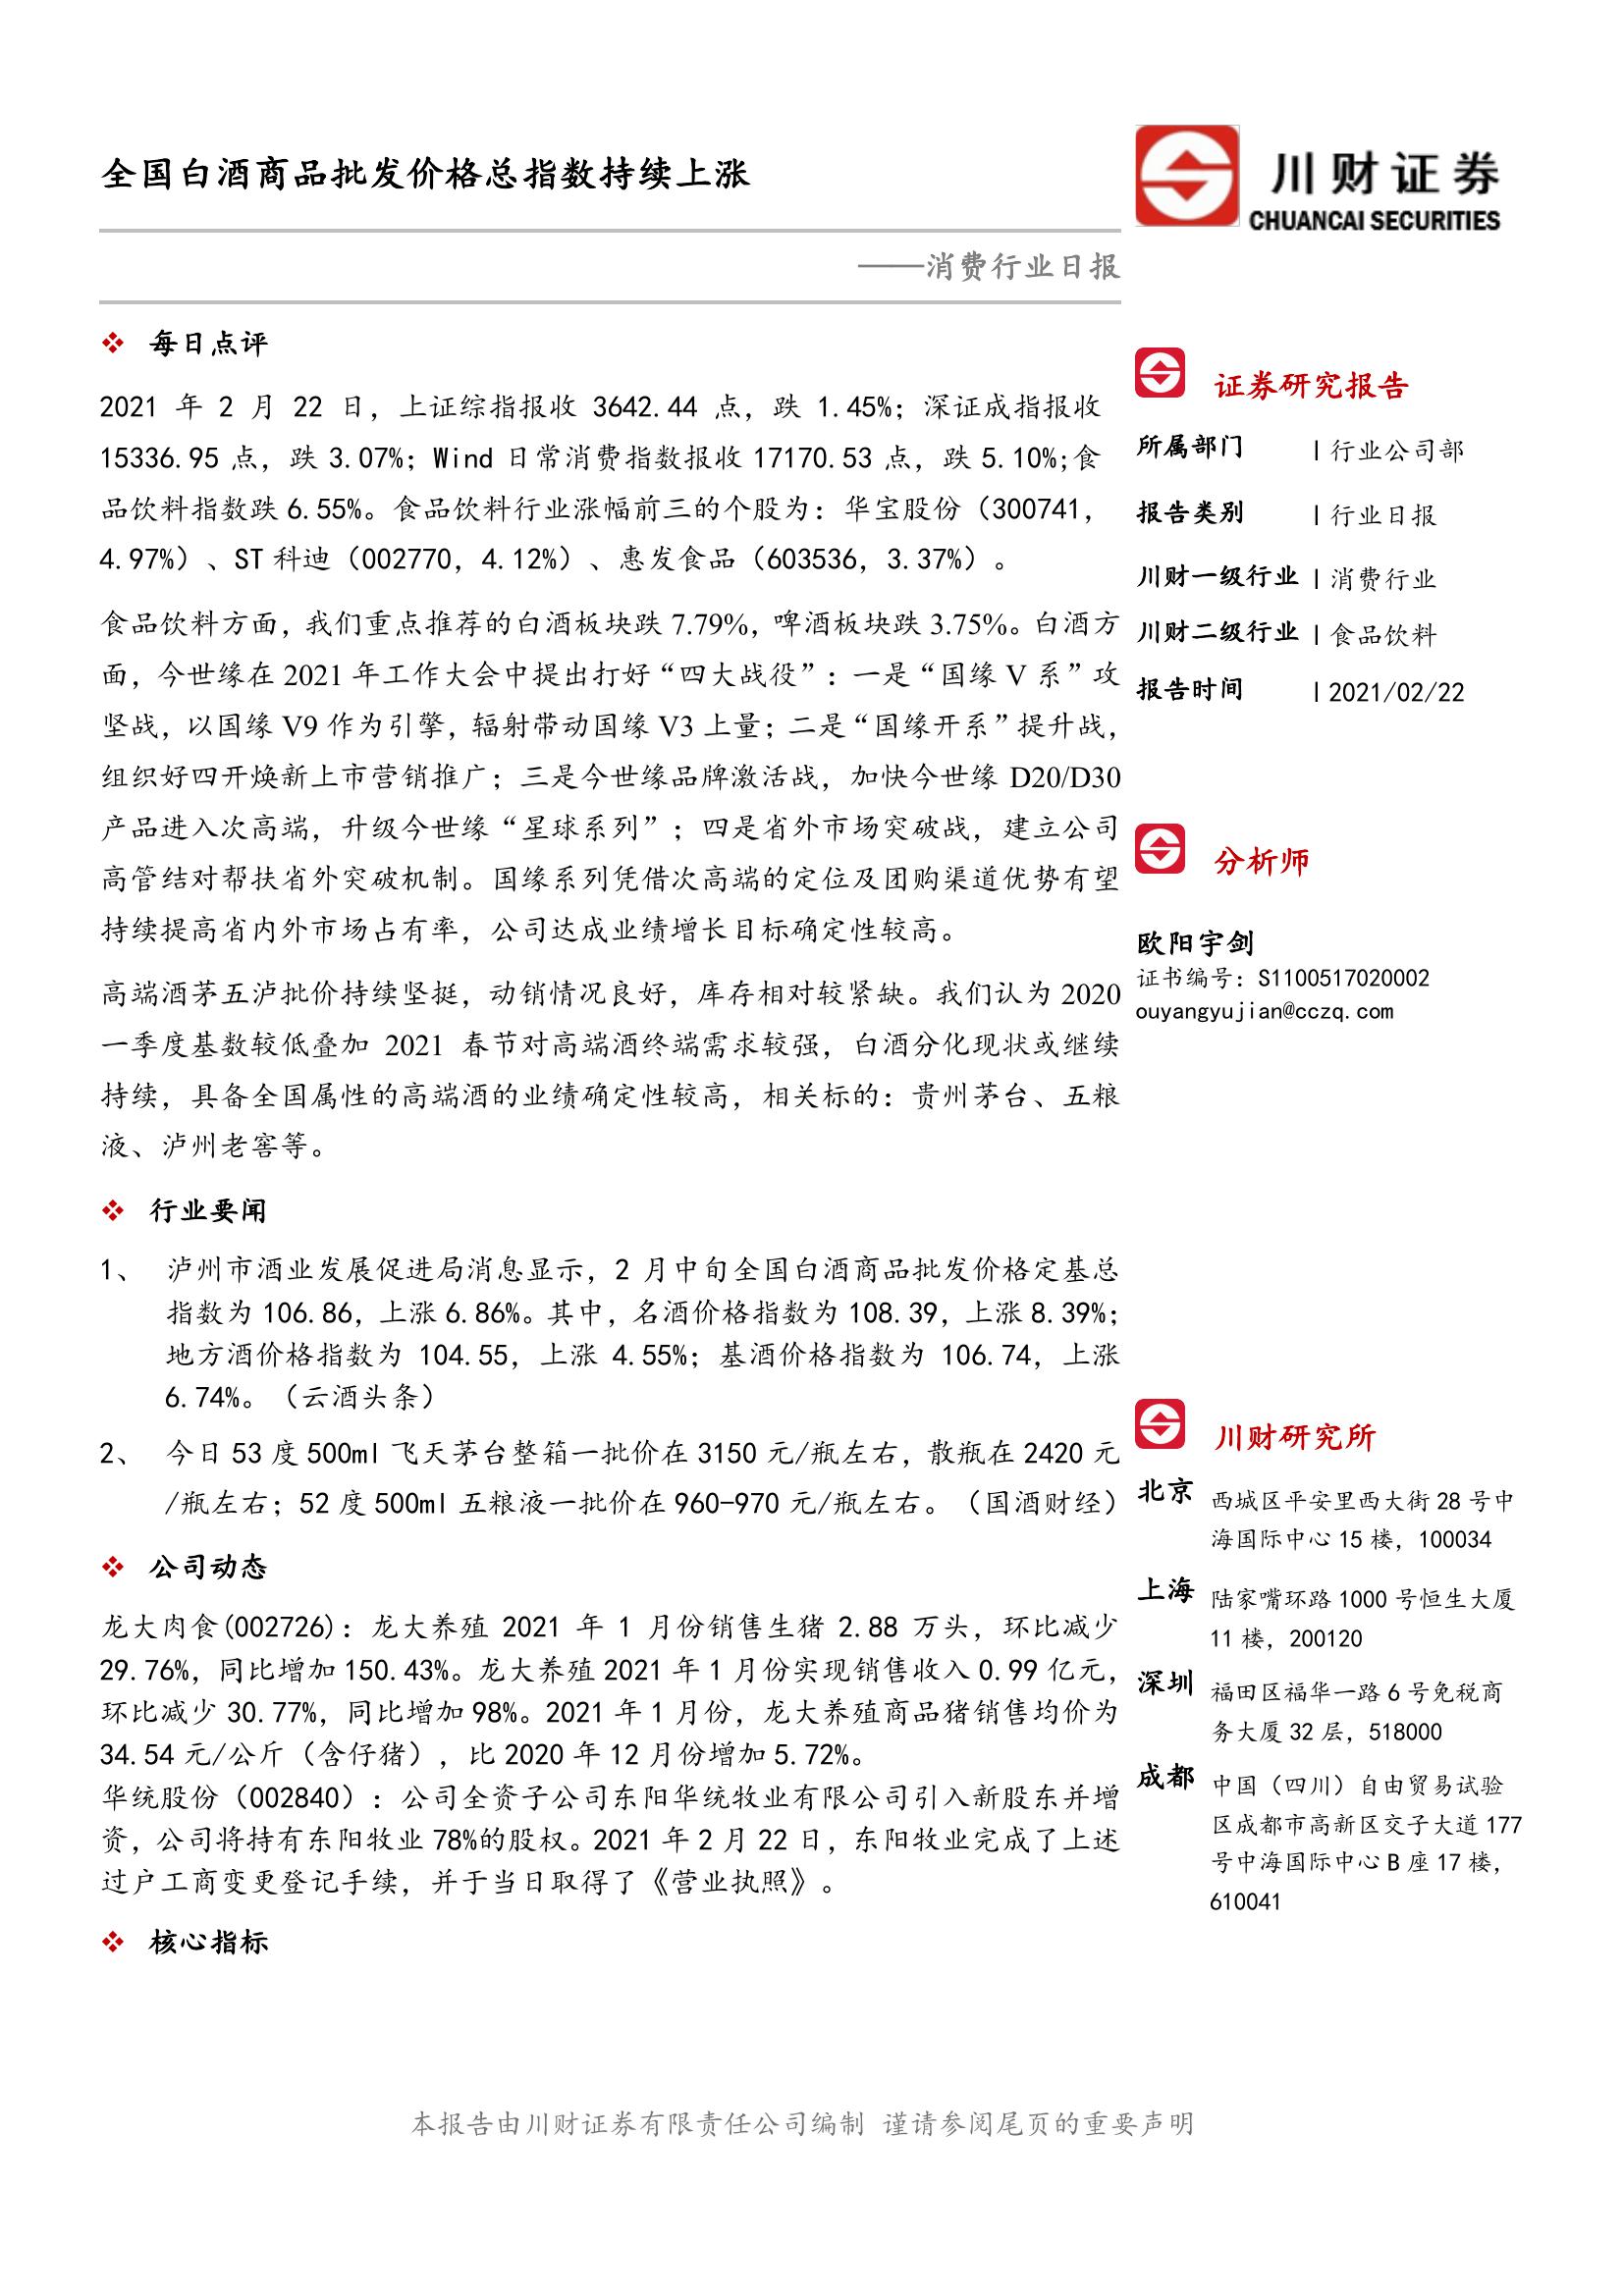 全国白酒商品批发价格总指数持续上涨
川财证券
CHUANCAI SECURITIES
——消费行业日报
❖ 每日点评
2021 年 2 月 22 日，上证综指报收 3642.44 点，跌 1.45%；深证成指报收
15336.95 点，跌 3.07%；Wind 日常消费指数报收 17170.53 点，跌 5.10%;食
品饮料指数跌 6.55%。食品饮料行业涨幅前三的个股为：华宝股份（300741，
4.97%）、ST 科迪（002770，4.12%）、惠发食品（603536，3.37%）。
食品饮料方面，我们重点推荐的白酒板块跌 7.79%，啤酒板块跌 3.75%。白酒方
面，今世缘在 2021 年工作大会中提出打好“四大战役”：一是“国缘 V 系”攻
坚战，以国缘 V9 作为引擎，辐射带动国缘 V3 上量；二是“国缘开系”提升战，
组织好四开焕新上市营销推广；三是今世缘品牌激活战，加快今世缘 D20/D30
产品进入次高端，升级今世缘“星球系列”；四是省外市场突破战，建立公司
高管结对帮扶省外突破机制。国缘系列凭借次高端的定位及团购渠道优势有望
持续提高省内外市场占有率，公司达成业绩增长目标确定性较高。
高端酒茅五泸批价持续坚挺，动销情况良好，库存相对较紧缺。我们认为 2020
一季度基数较低叠加 2021 春节对高端酒终端需求较强，白酒分化现状或继续
持续，具备全国属性的高端酒的业绩确定性较高，相关标的：贵州茅台、五粮
液、泸州老窖等。
❖ 行业要闻
1、 泸州市酒业发展促进局消息显示，2 月中旬全国白酒商品批发价格定基总
指数为 106.86，上涨 6.86%。其中，名酒价格指数为 108.39，上涨 8.39%；
地方酒价格指数为 104.55，上涨 4.55%；基酒价格指数为 106.74，上涨
6.74%。（云酒头条）
2、 今日 53 度 500ml 飞天茅台整箱一批价在 3150 元/瓶左右，散瓶在 2420 元
/瓶左右；52 度 500ml 五粮液一批价在 960-970 元/瓶左右。（国酒财经）
❖ 公司动态
龙大肉食(002726)：龙大养殖 2021 年 1 月份销售生猪 2.88 万头，环比减少
29.76%，同比增加 150.43%。龙大养殖 2021 年 1 月份实现销售收入 0.99 亿元，
环比减少 30.77%，同比增加 98%。2021 年 1 月份，龙大养殖商品猪销售均价为
34.54 元/公斤（含仔猪），比 2020 年 12 月份增加 5.72%。
华统股份（002840）：公司全资子公司东阳华统牧业有限公司引入新股东并增
资，公司将持有东阳牧业 78%的股权。2021 年 2 月 22 日，东阳牧业完成了上述
过户工商变更登记手续，并于当日取得了《营业执照》。
❖ 核心指标
证券研究报告
所属部门 | 行业公司部
报告类别 | 行业日报
川财一级行业 | 消费行业
川财二级行业 | 食品饮料
报告时间 | 2021/02/22
分析师
欧阳宇剑
证书编号：S1100517020002
ouyangyujian@cczq.com
川财研究所
北京 西城区平安里西大街 28 号中
海国际中心 15 楼，100034
上海 陆家嘴环路 1000 号恒生大厦
11 楼，200120
深圳 福田区福华一路 6 号免税商
务大厦 32 层，518000
成都 中国（四川）自由贸易试验
区成都市高新区交子大道 177
号中海国际中心 B 座 17 楼，
610041
本报告由川财证券有限责任公司编制 谨请参阅尾页的重要声明